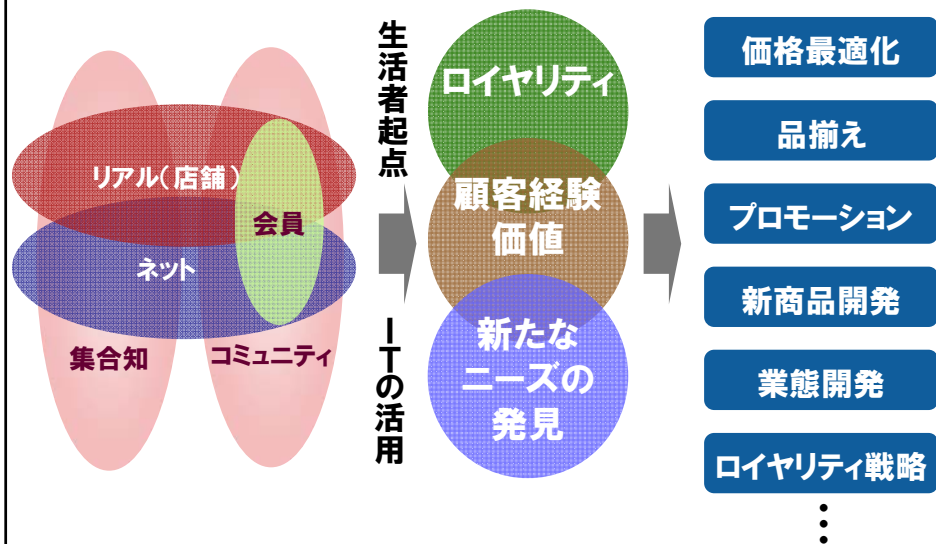 リアル(店舗)
会員
ネット
集合知
コミュニティ
生活者起点
ITの活用
ロイヤリティ
顧客経験
価値
新たな
ニーズの
発見
価格最適化
品揃え
プロモーション
新商品開発
業態開発
ロイヤリティ戦略
⋮